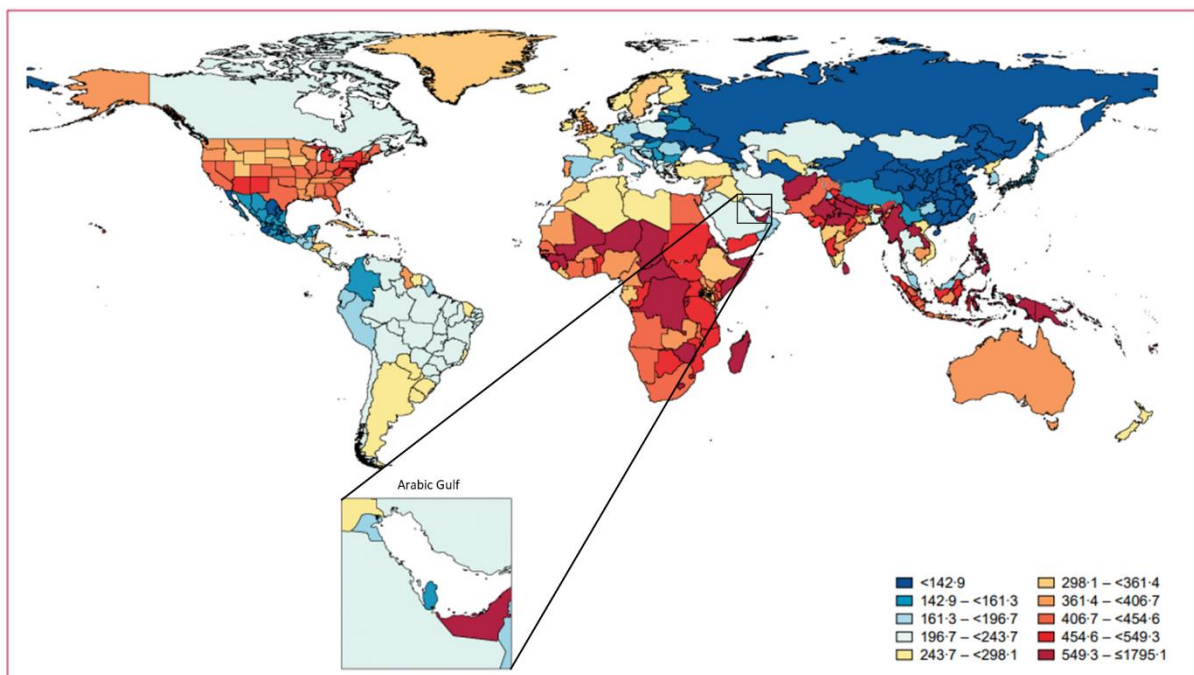 Arabic Gulf
<142·9
142·9 – <161·3
161·3 – <196·7
196·7 – <243·7
243·7 – <298·1
298·1 – <361·4
361·4 – <406·7
406·7 – <454·6
454·6 – <549·3
549·3 – ≤1795·1